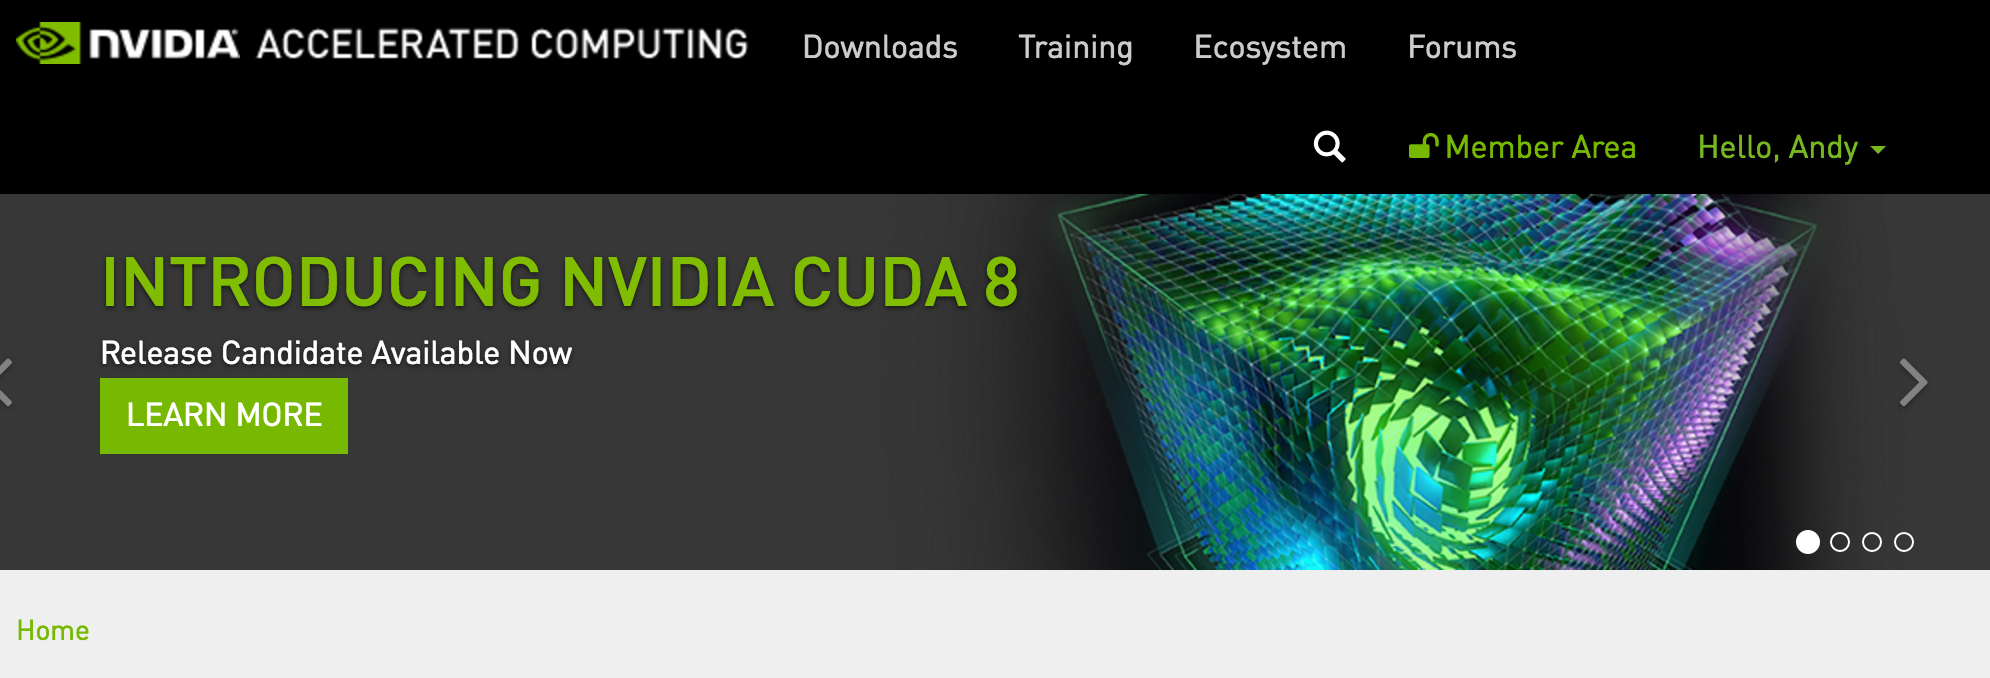 NVIDIA ACCELERATED COMPUTING Downloads Training Ecosystem Forums
Member Area Hello, Andy
INTRODUCING NVIDIA CUDA 8
Release Candidate Available Now
LEARN MORE
Home